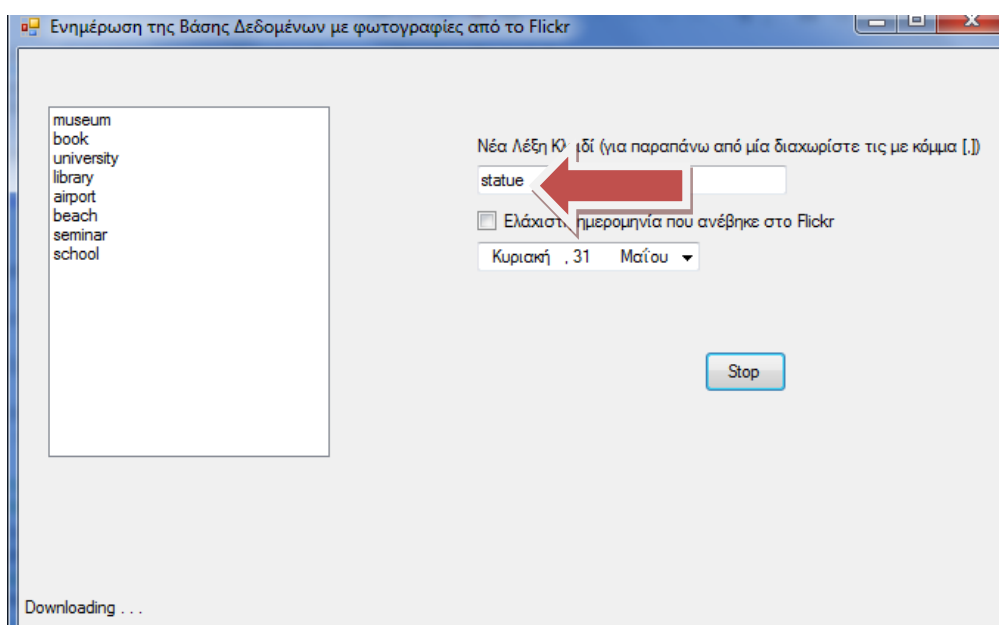 Ενημέρωση της Βάσης Δεδομένων με φωτογραφίες από το Flickr
museum
book
university
library
airport
beach
seminar
school
Νέα Λέξη (για παραπάνω από μία διαχωρίστε τις με κόμμα [,])
statue
Ελάχιστη ημερομηνία που ανέβηκε στο Flickr
Κυριακή , 31 Μαΐου
Stop
Downloading . . .